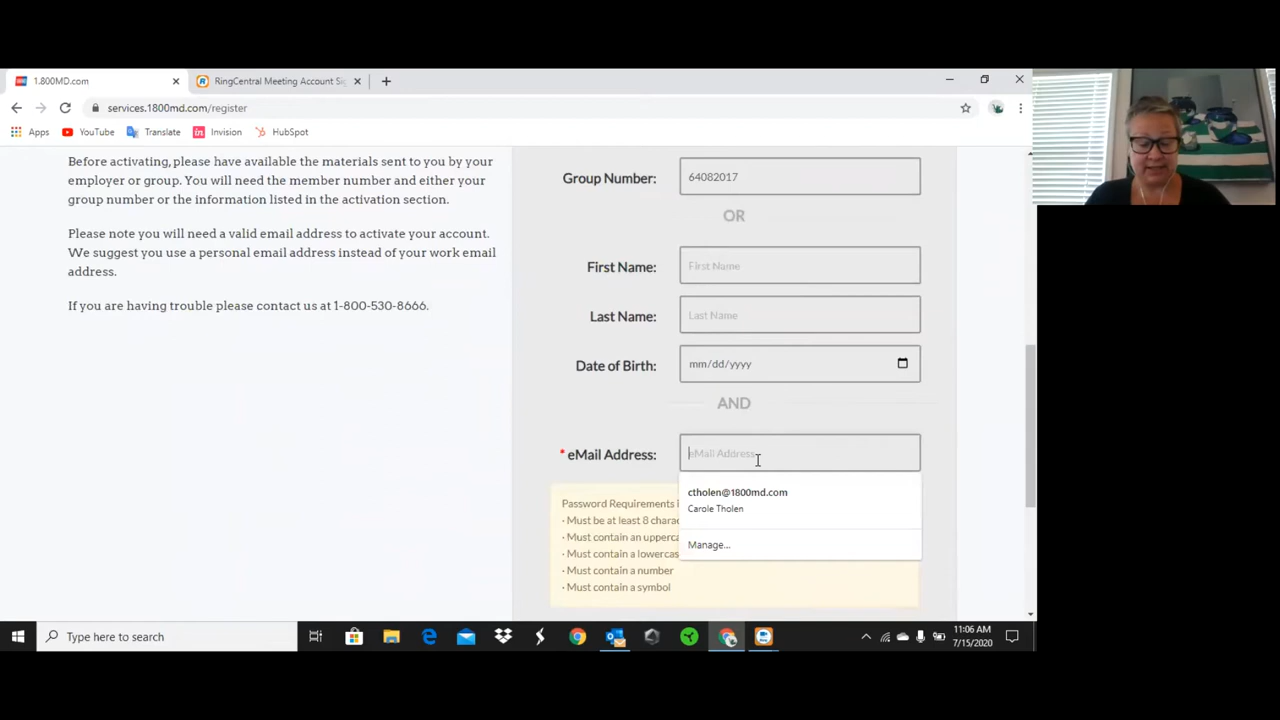 1.800MD.com
RingCentral Meeting Account Si
services.1800md.com/register
Apps YouTube Translate Invision HubSpot
Before activating, please have available the materials sent to you by your
employer or group. You will need the memb and either your
group number or the information listed in the activation section.
Please note you will need a valid email address to activate your account.
We suggest you use a personal email address instead of your work email
address.
If you are having trouble please contact us at 1-800-530-8666.
Group Number: 64082017
OR
First Name: First Name
Last Name: Last Name
Date of Birth: mm/dd/yyyy
AND
* eMail Address: eMail Address
ctholen@1800md.com
Carole Tholen
Manage...
Password Requirements
· Must be at least 8 charac
· Must contain an upperca
· Must contain a lowercas
· Must contain a number
· Must contain a symbol
Type here to search
11:06 AM
7/15/2020